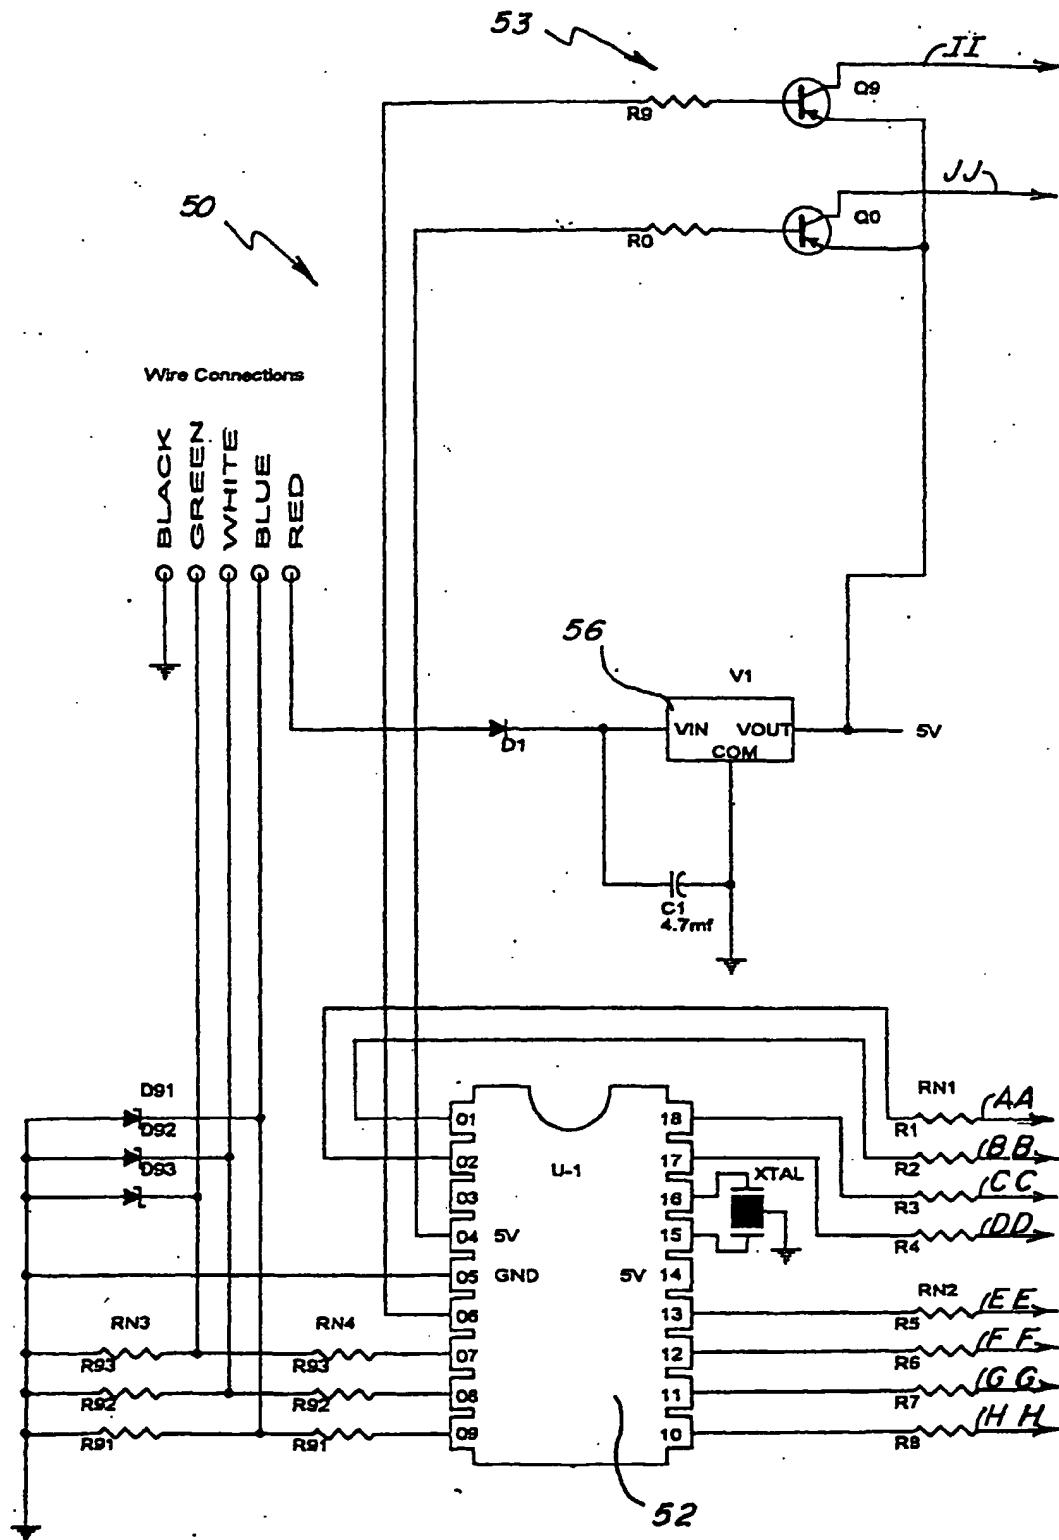 53
II
Q9
R9
JJ
50
Q0
R0
Wire Connections
BLACK
GREEN
WHITE
BLUE
RED
56
V1
VIN VOUT
5V
D1
COM
C1
4.7mf
D91
D92
D93
RN1
AA
01
18
R1
BB
02
U-1
17
R2
XTAL
CC
03
16
R3
DD
04
5V
15
R4
05
GND
5V
14
RN2
EE
06
13
R5
RN3
RN4
FF
07
12
R93
R93
R6
GG
08
11
R92
R92
R7
HH
09
10
R91
R91
R8
52